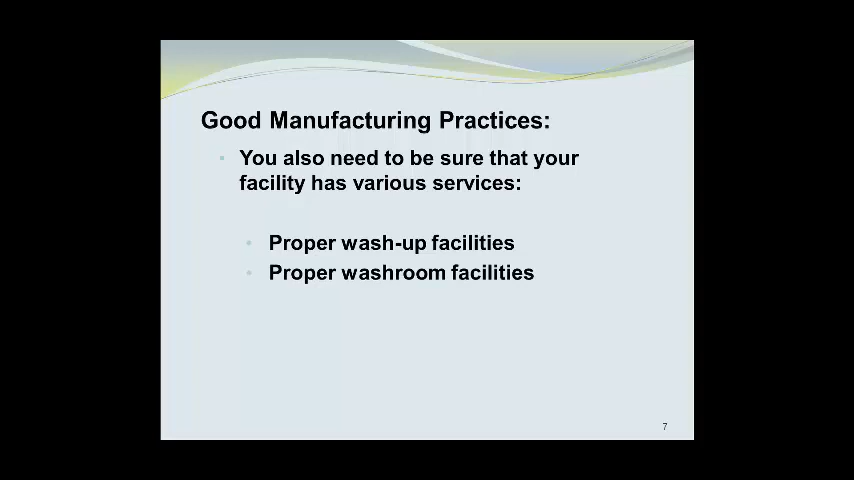 Good Manufacturing Practices:
You also need to be sure that your
facility has various services:
Proper wash-up facilities
Proper washroom facilities
7